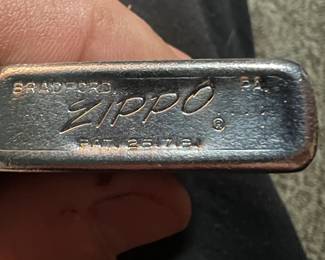 BRADFORD PA.
ZIPPO ®
PAT. 2517191